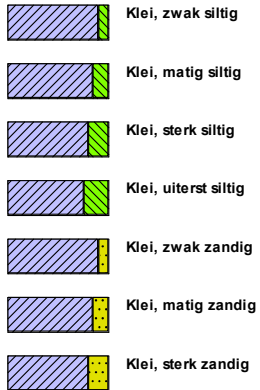 Klei, zwak siltig
Klei, matig siltig
Klei, sterk siltig
Klei, uiterst siltig
Klei, zwak zandig
Klei, matig zandig
Klei, sterk zandig